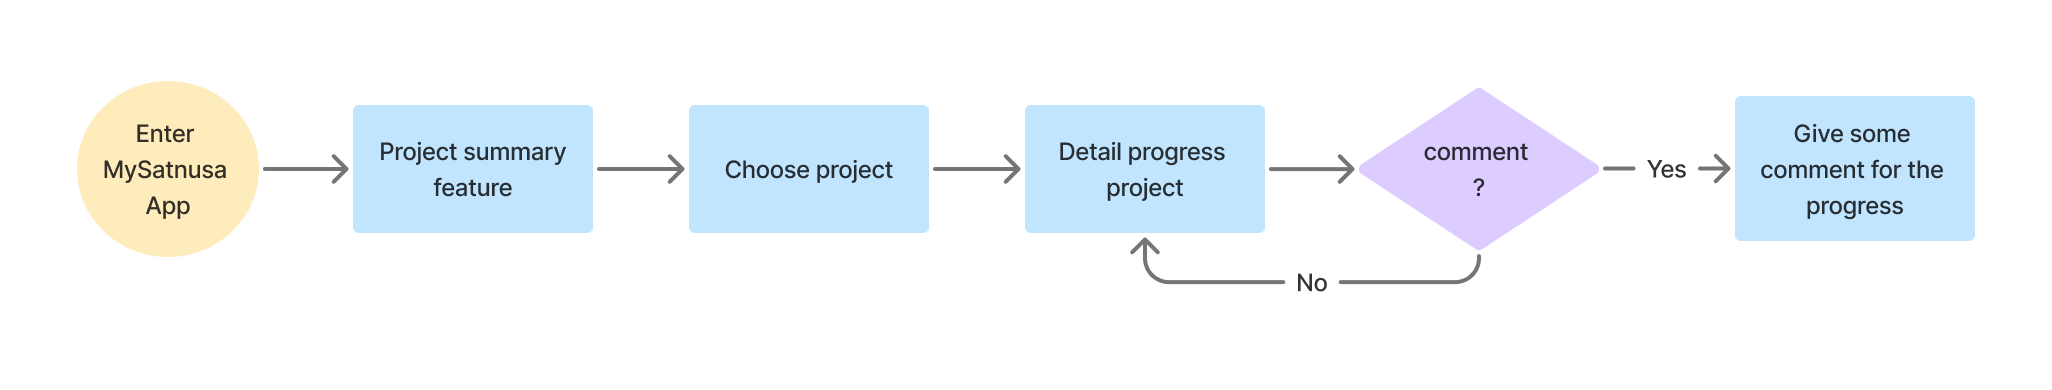 Enter
MySatnusa
App
Project summary
feature
Choose project
Detail progress
project
comment
?
Yes
Give some
comment for the
progress
No